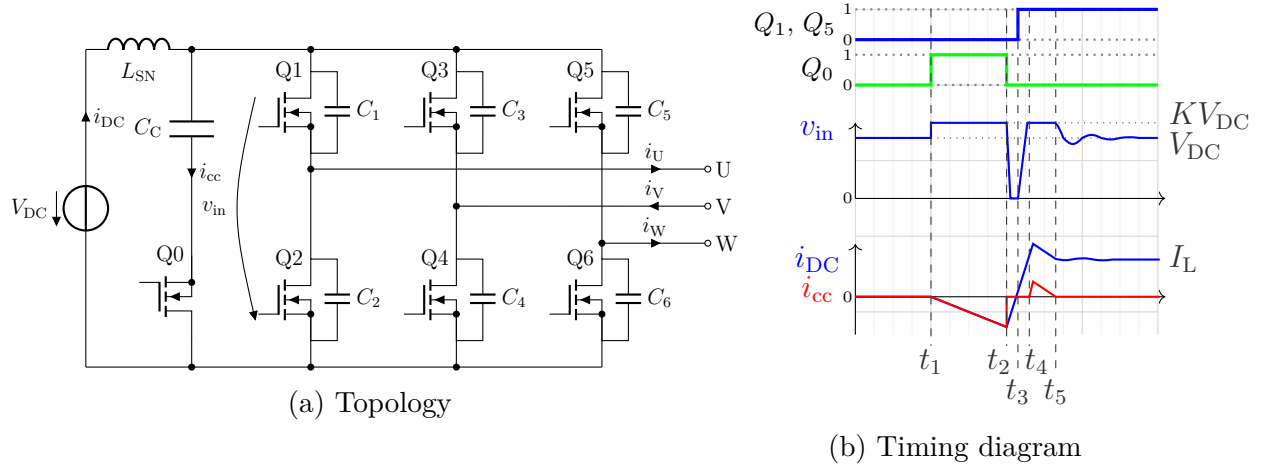 L_SN
Q1
Q3
Q5
i_DC
C_C
C_1
C_3
C_5
i_cc
v_in
i_U
U
V_DC
i_V
V
i_W
W
Q0
Q2
Q4
Q6
C_2
C_4
C_6
(a) Topology
Q_1, Q_5
1
0
Q_0
1
0
KV_DC
v_in
V_DC
0
i_DC
I_L
i_cc
0
t_1
t_2
t_4
t_3
t_5
(b) Timing diagram